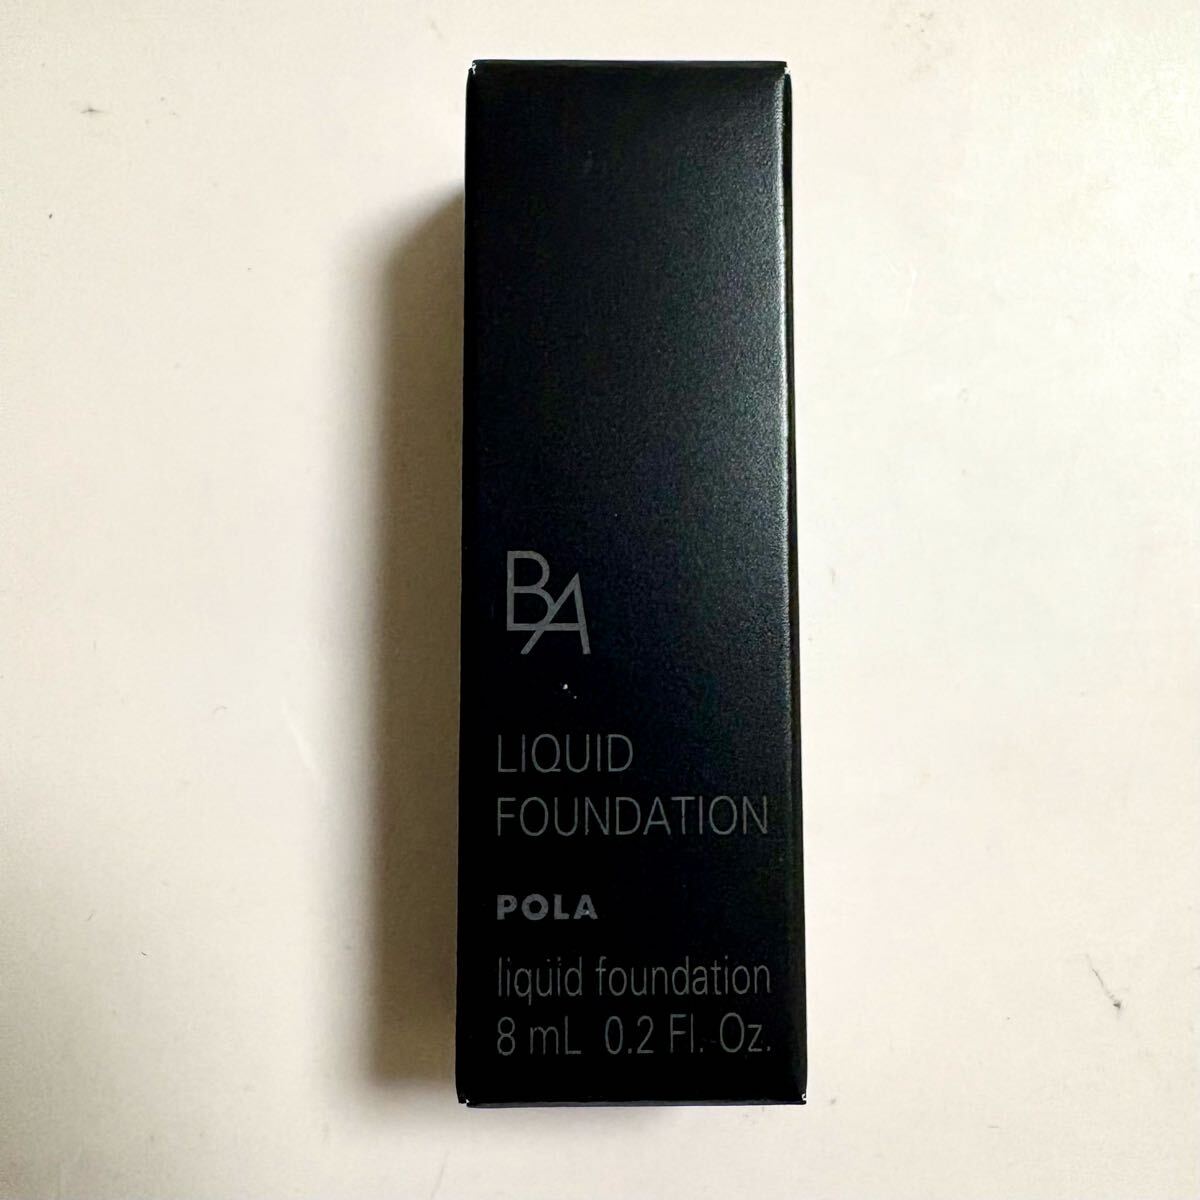 BA
LIQUID
FOUNDATION
POLA
liquid foundation
8 mL 0.2 Fl. Oz.